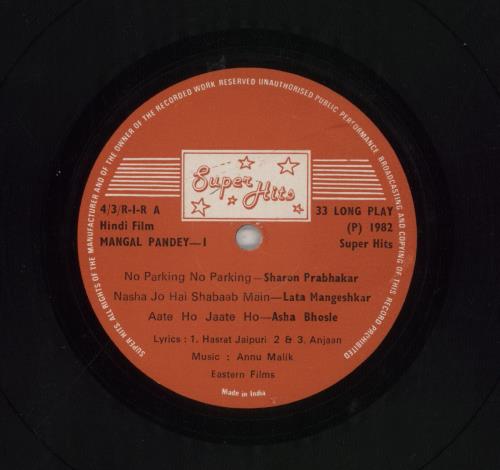 SUPER HITS ALL RIGHTS OF THE MANUFACTURER AND OF THE OWNER OF THE RECORDED WORK RESERVED UNAUTHORISED PUBLIC PERFORMANCE BROADCASTING AND COPYING OF THIS RECORD PROHIBITED
Super Hits
4/3/R-I-R A
Hindi Film
MANGAL PANDEY—I
33 LONG PLAY
(P) 1982
Super Hits
No Parking No Parking—Sharon Prabhakar
Nasha Jo Hai Shabaab Main—Lata Mangeshkar
Aate Ho Jaate Ho—Asha Bhosle
Lyrics : 1. Hasrat Jaipuri 2 & 3. Anjaan
Music : Annu Malik
Eastern Films
Made in India